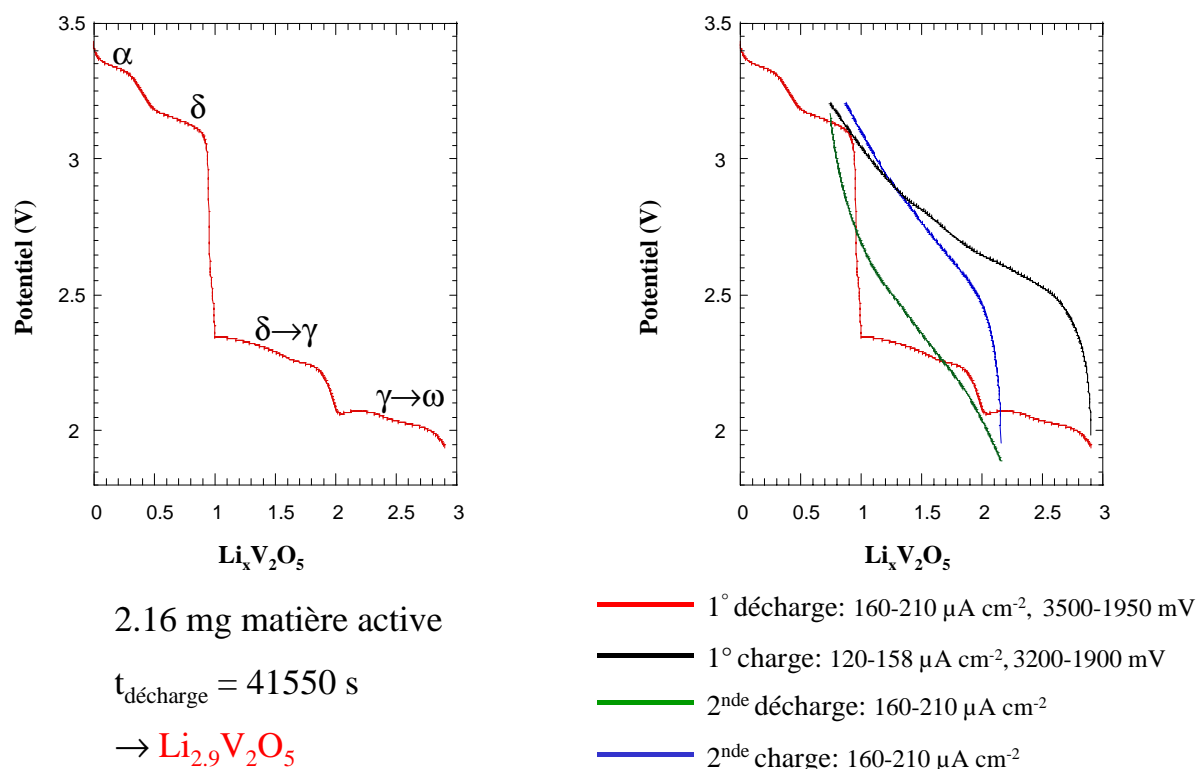 3.5
3
2.5
2
Potentiel (V)
α
δ
δ→γ
γ→ω
0 0.5 1 1.5 2 2.5 3
LiₓV₂O₅
3.5
3
2.5
2
Potentiel (V)
0 0.5 1 1.5 2 2.5 3
LiₓV₂O₅
2.16 mg matière active
t_décharge = 41550 s
→ Li₂.₉V₂O₅
1° décharge: 160-210 µA cm⁻², 3500-1950 mV
1° charge: 120-158 µA cm⁻², 3200-1900 mV
2ⁿᵈᵉ décharge: 160-210 µA cm⁻²
2ⁿᵈᵉ charge: 160-210 µA cm⁻²